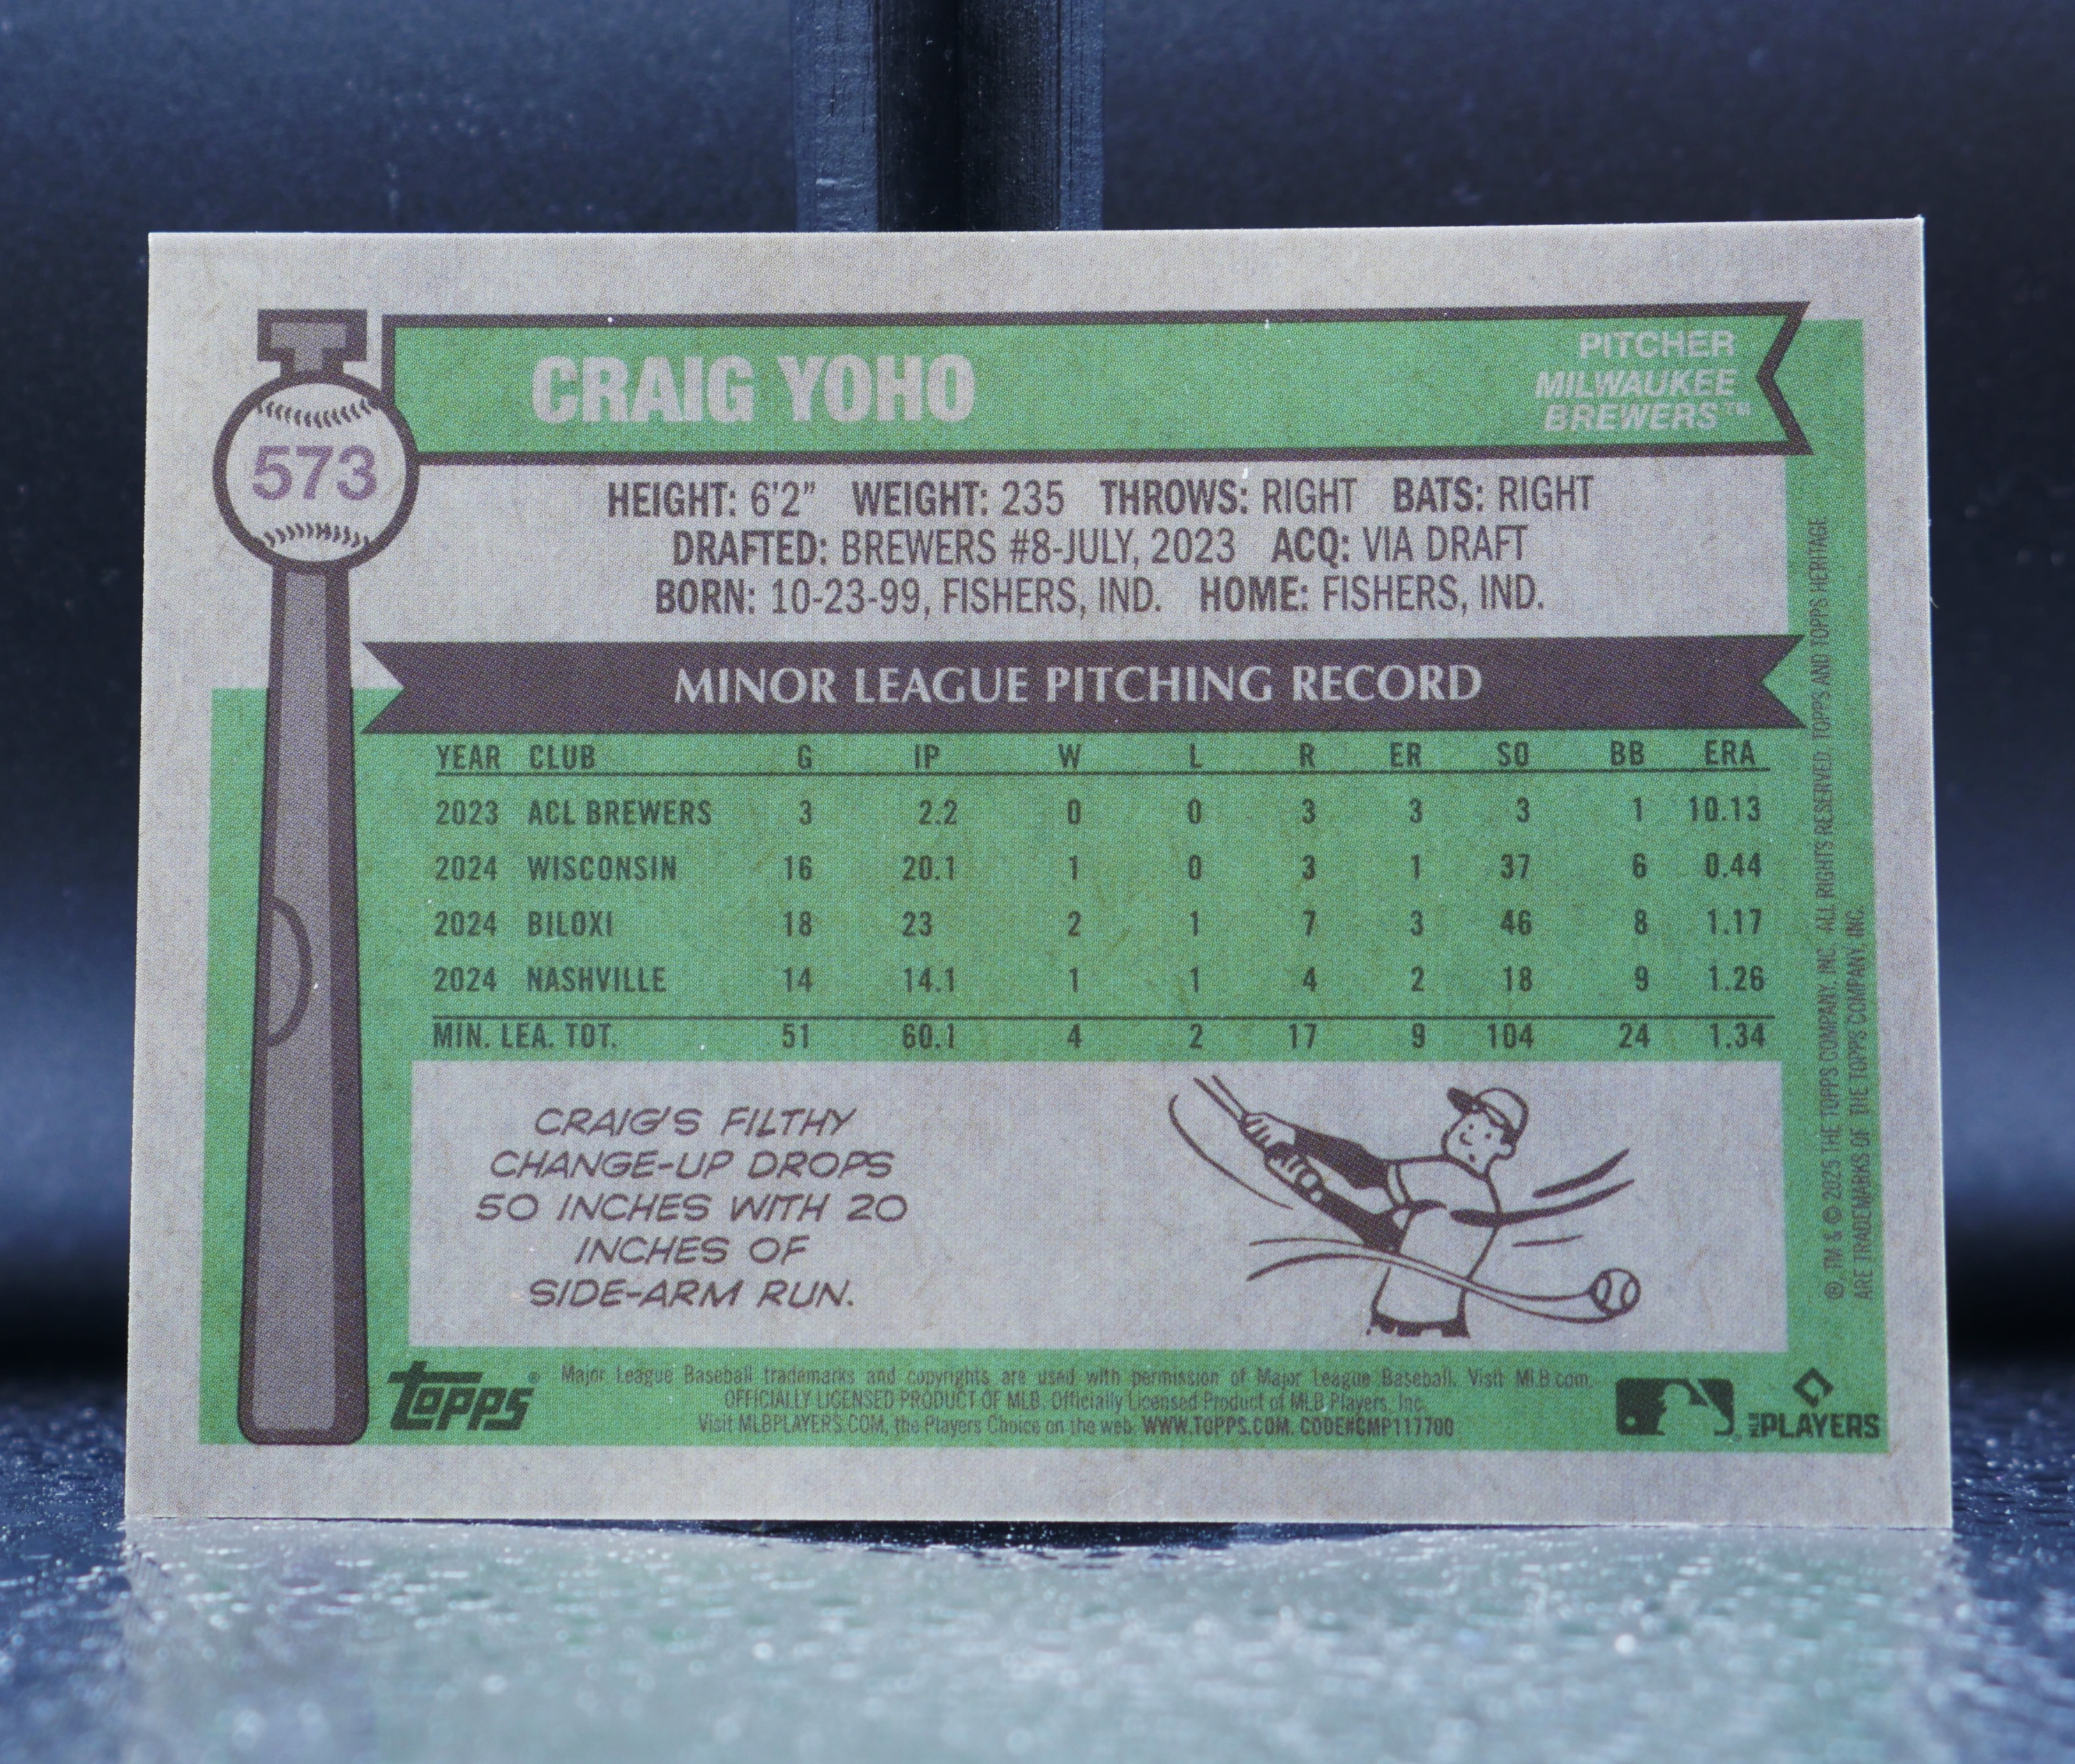 573
CRAIG YOHO
PITCHER
MILWAUKEE
BREWERS™
HEIGHT: 6'2" WEIGHT: 235 THROWS: RIGHT BATS: RIGHT
DRAFTED: BREWERS #8-JULY, 2023 ACQ: VIA DRAFT
BORN: 10-23-99, FISHERS, IND. HOME: FISHERS, IND.
MINOR LEAGUE PITCHING RECORD
YEAR CLUB G IP W L R ER SO BB ERA
2023 ACL BREWERS 3 2.2 0 0 3 3 3 1 10.13
2024 WISCONSIN 16 20.1 1 0 3 1 37 6 0.44
2024 BILOXI 18 23 2 1 7 3 46 8 1.17
2024 NASHVILLE 14 14.1 1 1 4 2 18 9 1.26
MIN. LEA. TOT. 51 60.1 4 2 17 9 104 24 1.34
CRAIG'S FILTHY
CHANGE-UP DROPS
50 INCHES WITH 20
INCHES OF
SIDE-ARM RUN.
topps®
Major League Baseball trademarks and copyrights are used with permission of Major League Baseball. Visit MLB.com.
OFFICIALLY LICENSED PRODUCT OF MLB. Officially Licensed Product of MLB Players, Inc.
Visit MLBPLAYERS.COM, the Players Choice on the web. WWW.TOPPS.COM. CODE#CMP117700
MLB PLAYERS
®, TM & © 2025 THE TOPPS COMPANY, INC. ALL RIGHTS RESERVED. TOPPS AND TOPPS HERITAGE
ARE TRADEMARKS OF THE TOPPS COMPANY, INC.